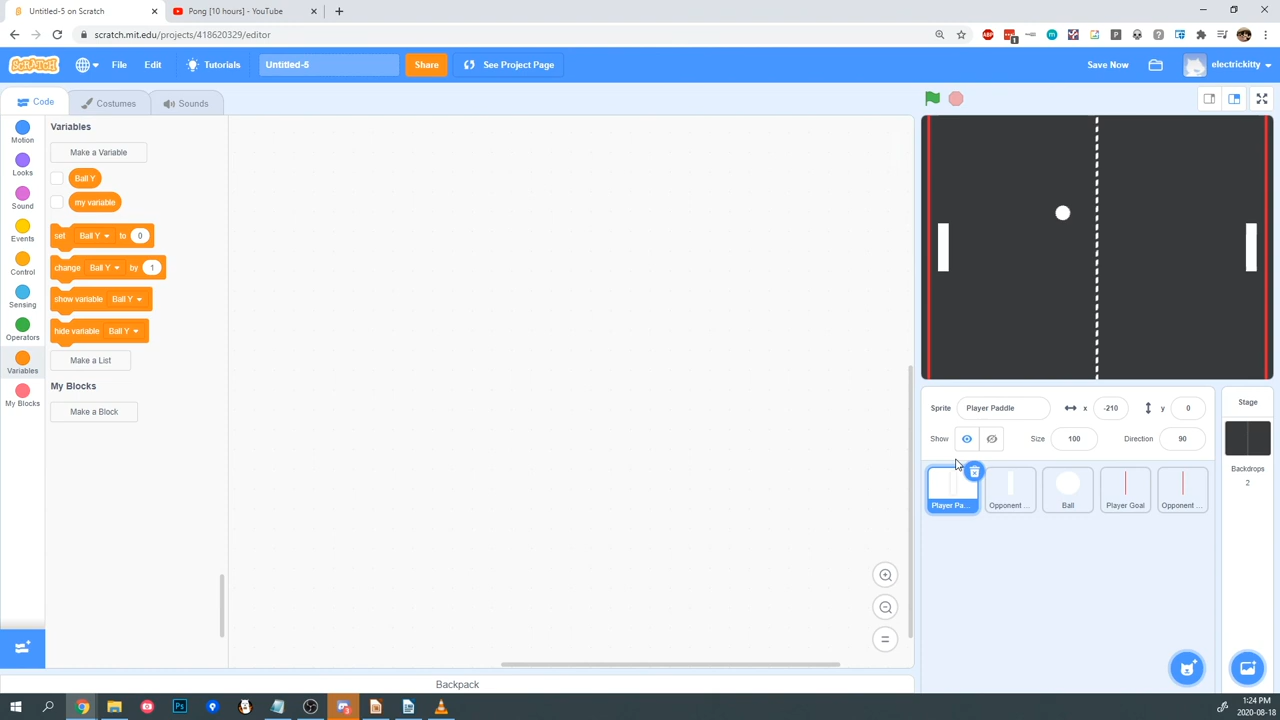 Untitled-5 on Scratch
Pong [10 hours] - YouTube
scratch.mit.edu/projects/418620329/editor
ABP
1
SCRATCH
File
Edit
Tutorials
Untitled-5
Share
See Project Page
Save Now
electrickitty
Code
Costumes
Sounds
Motion
Looks
Sound
Events
Control
Sensing
Operators
Variables
My Blocks
Variables
Make a Variable
Ball Y
my variable
set Ball Y to 0
change Ball Y by 1
show variable Ball Y
hide variable Ball Y
Make a List
My Blocks
Make a Block
Backpack
Sprite Player Paddle x -210 y 0
Show Size 100 Direction 90
Player Pa...
Opponent ...
Ball
Player Goal
Opponent ...
Stage
Backdrops
2
Ps
1:24 PM
2020-08-18